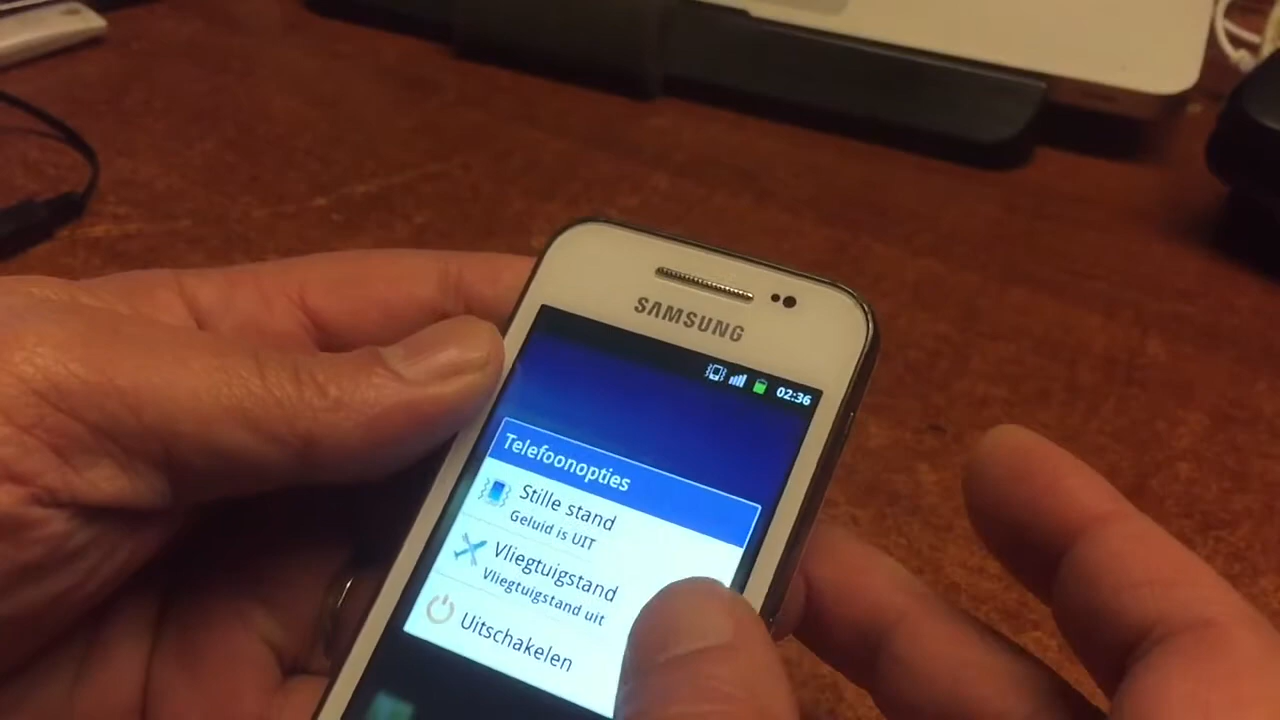 SAMSUNG
02:36
Telefoonopties
Stille stand
Geluid is UIT
Vliegtuigstand
Vliegtuigstand uit
Uitschakelen